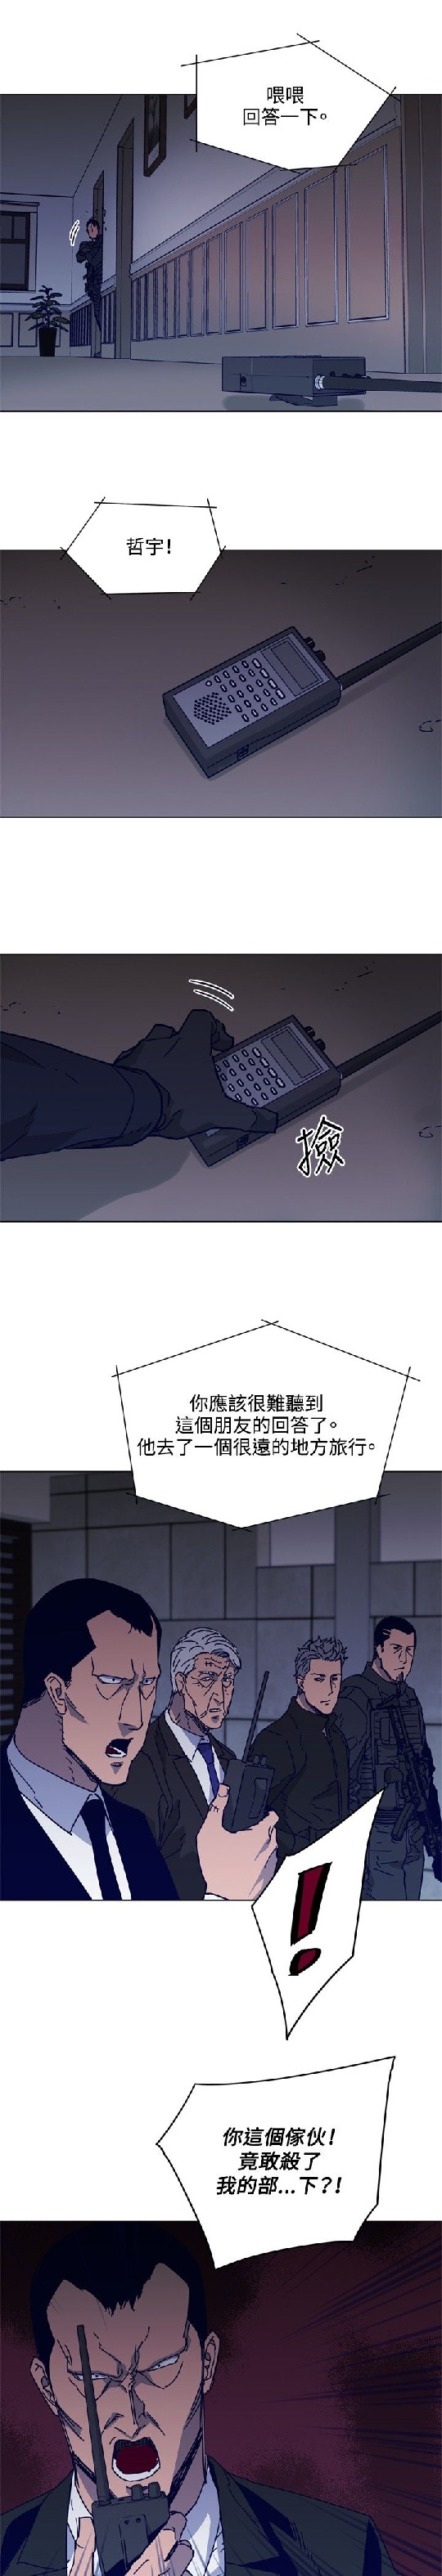 喂喂
回答一下。
哲宇!
撿
你應該很難聽到
這個朋友的回答了。
他去了一個很遠的地方旅行。
!
你這個傢伙!
竟敢殺了
我的部...下?!